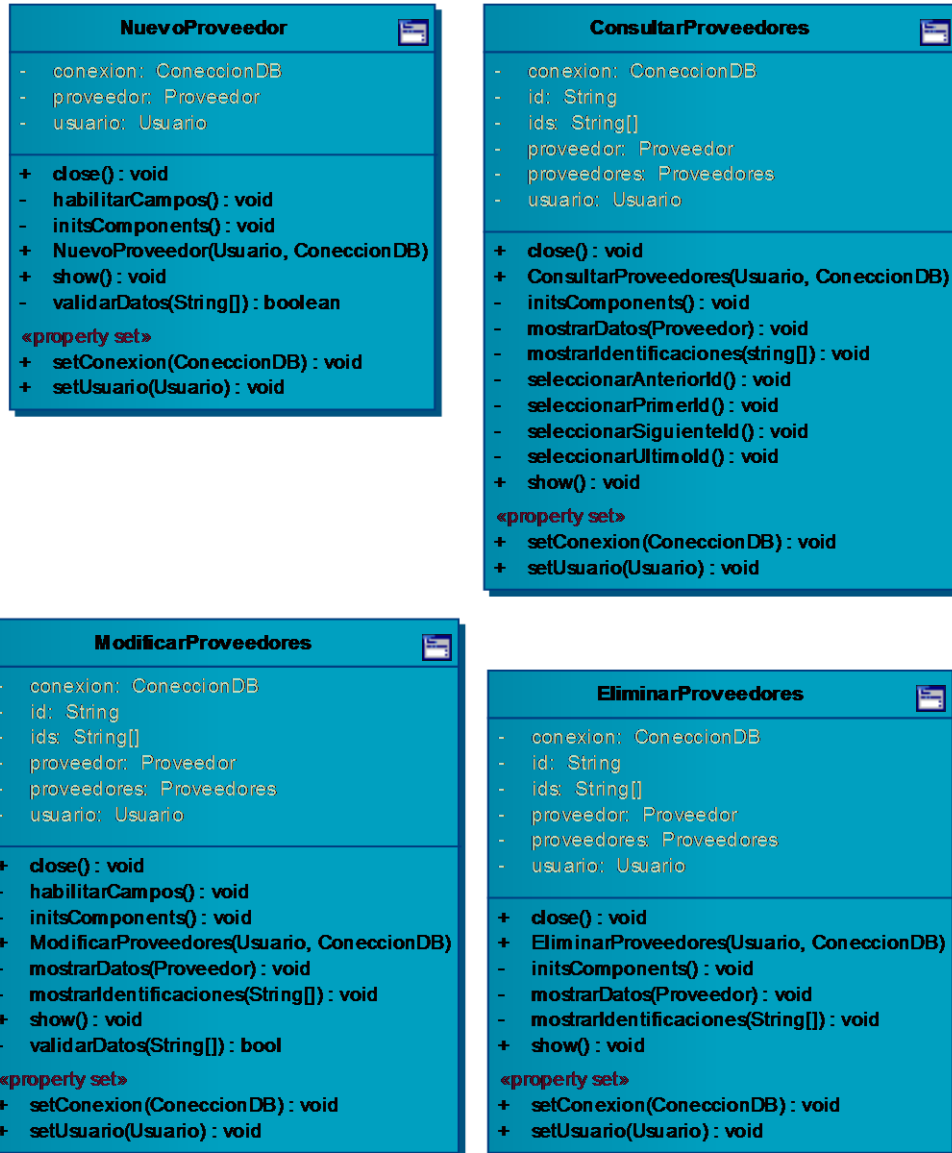 NuevoProveedor
- conexion: ConeccionDB
- proveedor: Proveedor
- usuario: Usuario
+ close() : void
- habilitarCampos() : void
- initsComponents() : void
+ NuevoProveedor(Usuario, ConeccionDB)
+ show() : void
- validarDatos(String[]) : boolean
«property set»
+ setConexion(ConeccionDB) : void
+ setUsuario(Usuario) : void
ConsultarProveedores
- conexion: ConeccionDB
- id: String
- ids: String[]
- proveedor: Proveedor
- proveedores: Proveedores
- usuario: Usuario
+ close() : void
+ ConsultarProveedores(Usuario, ConeccionDB)
- initsComponents() : void
- mostrarDatos(Proveedor) : void
- mostrarIdentificaciones(string[]) : void
- seleccionarAnteriorId() : void
- seleccionarPrimerId() : void
- seleccionarSiguienteId() : void
- seleccionarUltimoId() : void
+ show() : void
«property set»
+ setConexion(ConeccionDB) : void
+ setUsuario(Usuario) : void
ModificarProveedores
- conexion: ConeccionDB
- id: String
- ids: String[]
- proveedor: Proveedor
- proveedores: Proveedores
- usuario: Usuario
+ close() : void
- habilitarCampos() : void
- initsComponents() : void
+ ModificarProveedores(Usuario, ConeccionDB)
- mostrarDatos(Proveedor) : void
- mostrarIdentificaciones(String[]) : void
+ show() : void
- validarDatos(String[]) : bool
«property set»
+ setConexion(ConeccionDB) : void
+ setUsuario(Usuario) : void
EliminarProveedores
- conexion: ConeccionDB
- id: String
- ids: String[]
- proveedor: Proveedor
- proveedores: Proveedores
- usuario: Usuario
+ close() : void
+ EliminarProveedores(Usuario, ConeccionDB)
- initsComponents() : void
- mostrarDatos(Proveedor) : void
- mostrarIdentificaciones(String[]) : void
+ show() : void
«property set»
+ setConexion(ConeccionDB) : void
+ setUsuario(Usuario) : void